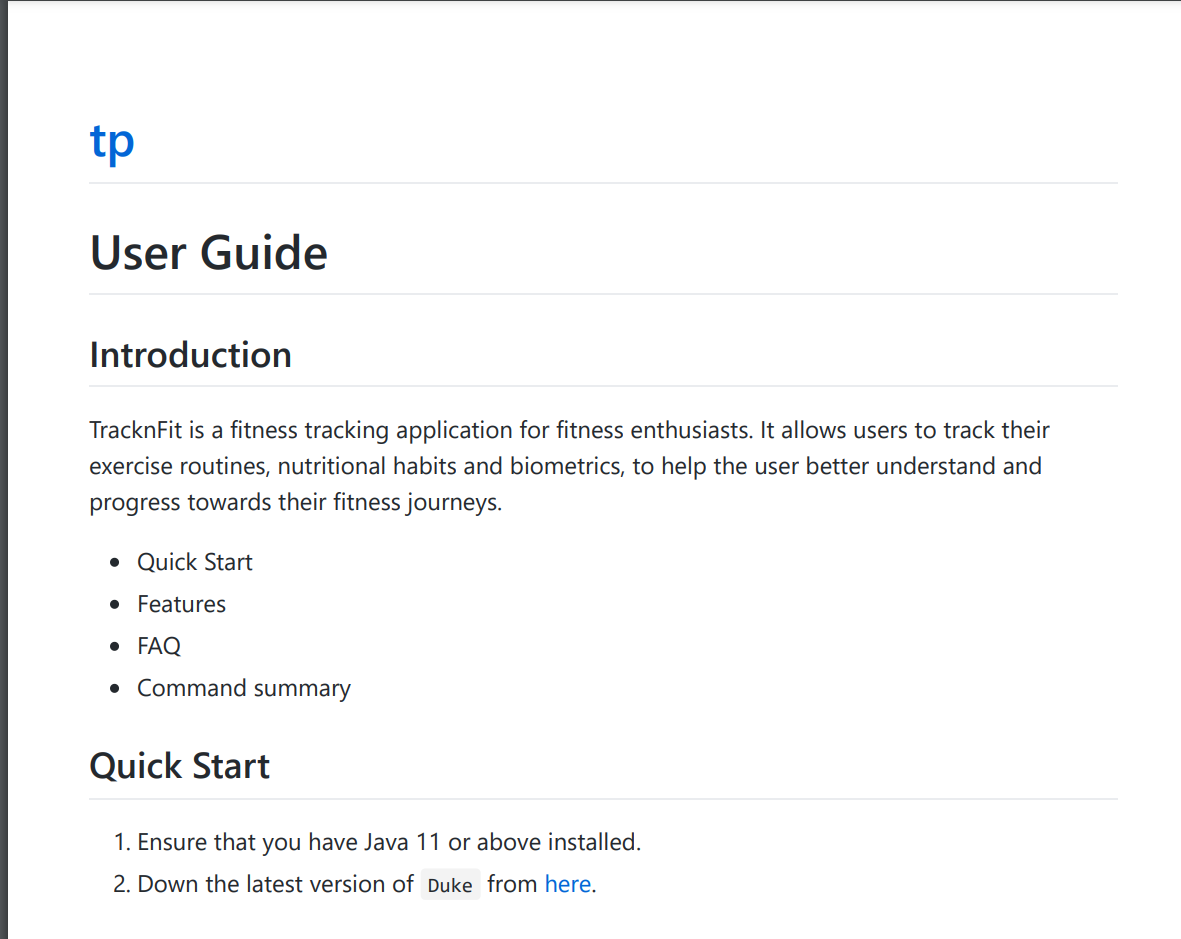 tp
User Guide
Introduction
TracknFit is a fitness tracking application for fitness enthusiasts. It allows users to track their
exercise routines, nutritional habits and biometrics, to help the user better understand and
progress towards their fitness journeys.
• Quick Start
• Features
• FAQ
• Command summary
Quick Start
1. Ensure that you have Java 11 or above installed.
2. Down the latest version of Duke from here.